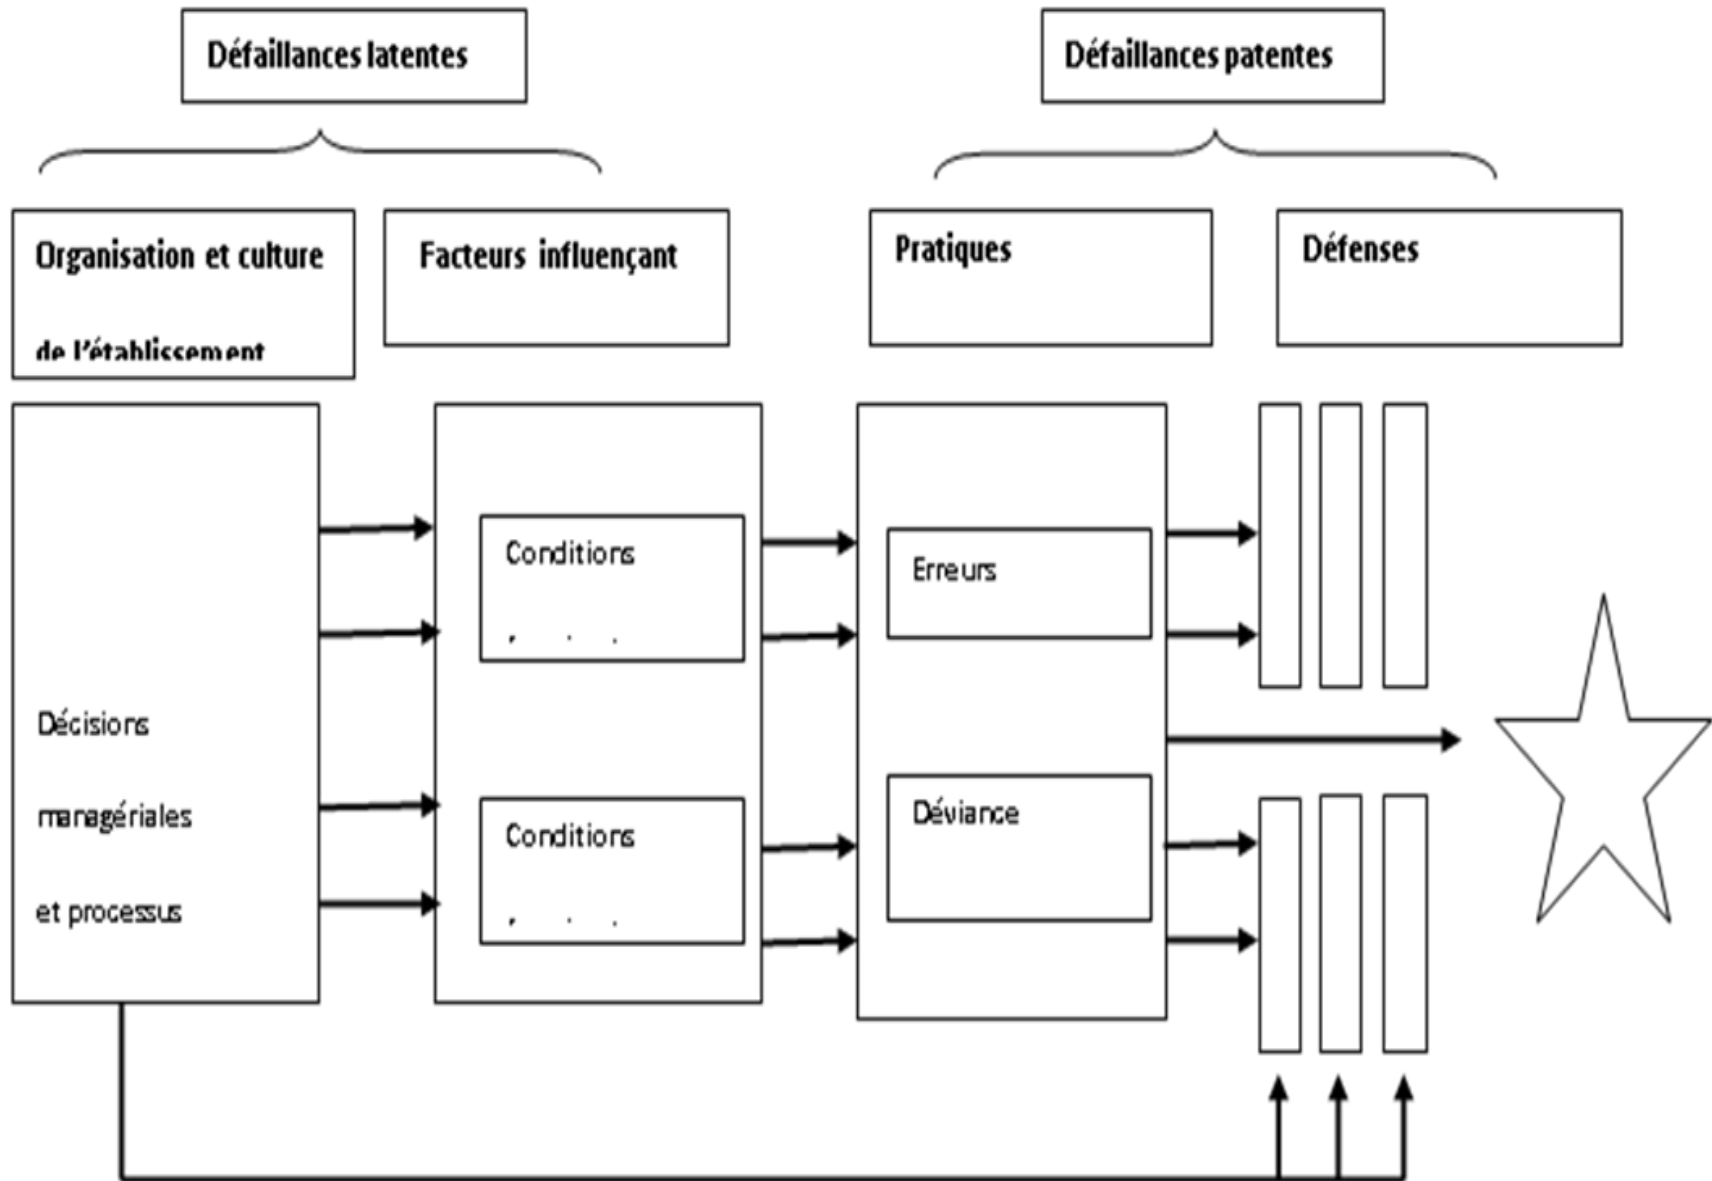 Défaillances latentes
Défaillances patentes
Organisation et culture
de l'établissement
Facteurs influençant
Pratiques
Défenses
Décisions
managériales
et processus
Conditions
Conditions
Erreurs
Déviance